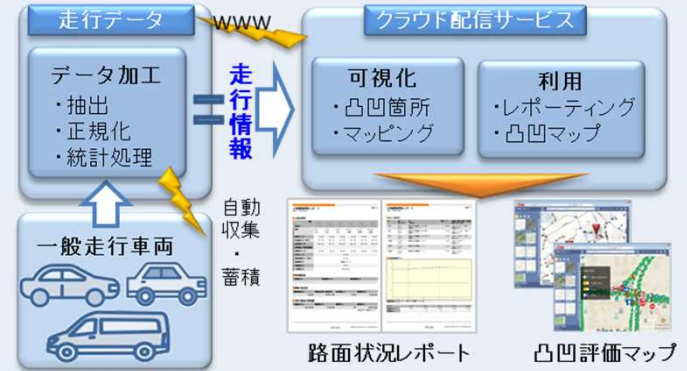 走行データ
WWW
クラウド配信サービス
データ加工
・抽出
・正規化
・統計処理
走行情報
可視化
・凸凹箇所
・マッピング
利用
・レポーティング
・凸凹マップ
自動
収集
・
蓄積
一般走行車両
路面状況レポート
凸凹評価マップ